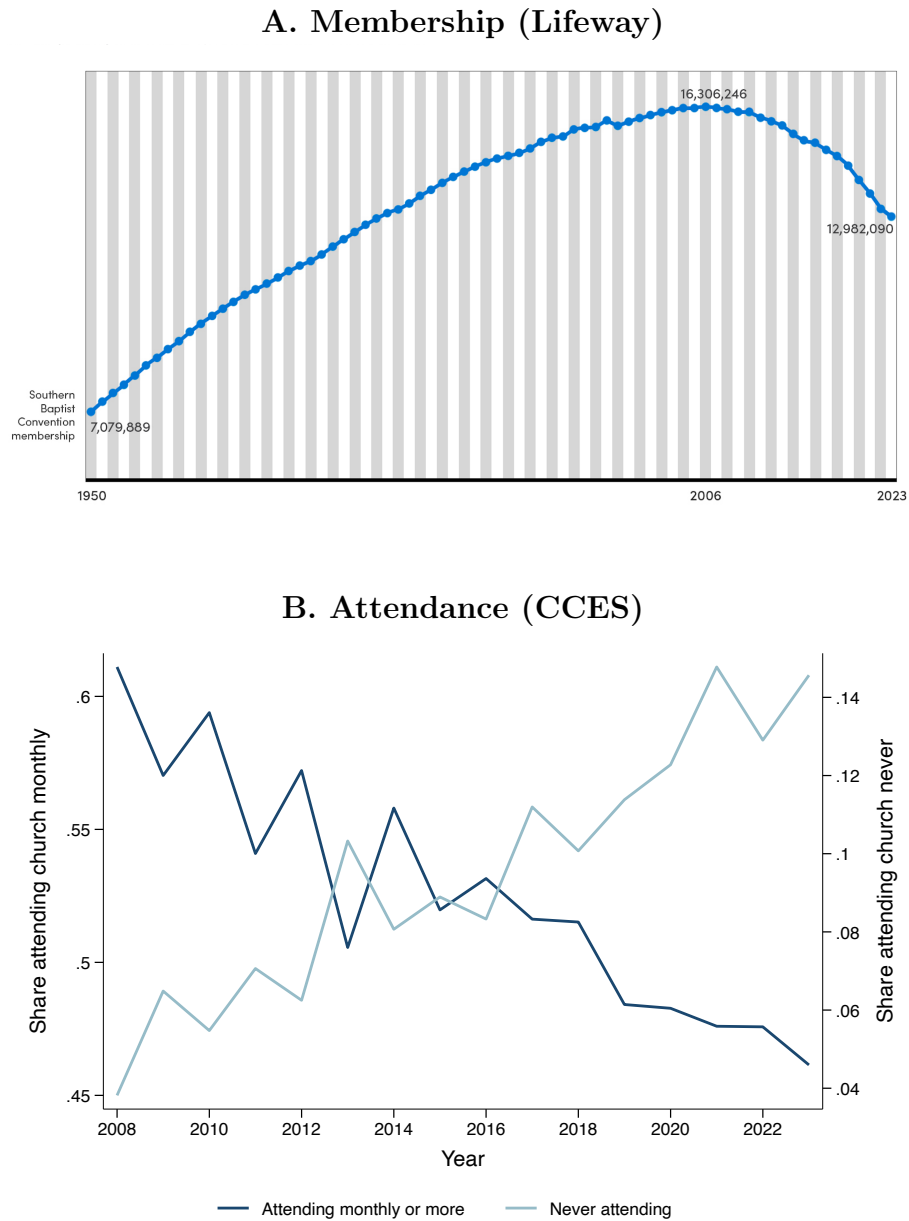 A. Membership (Lifeway)
16,306,246
12,982,090
Southern
Baptist
Convention
membership
7,079,889
1950
2006
2023
B. Attendance (CCES)
Share attending church monthly
.6
.55
.5
.45
.14
.12
.1
.08
.06
.04
Share attending church never
2008
2010
2012
2014
2016
2018
2020
2022
Year
Attending monthly or more
Never attending